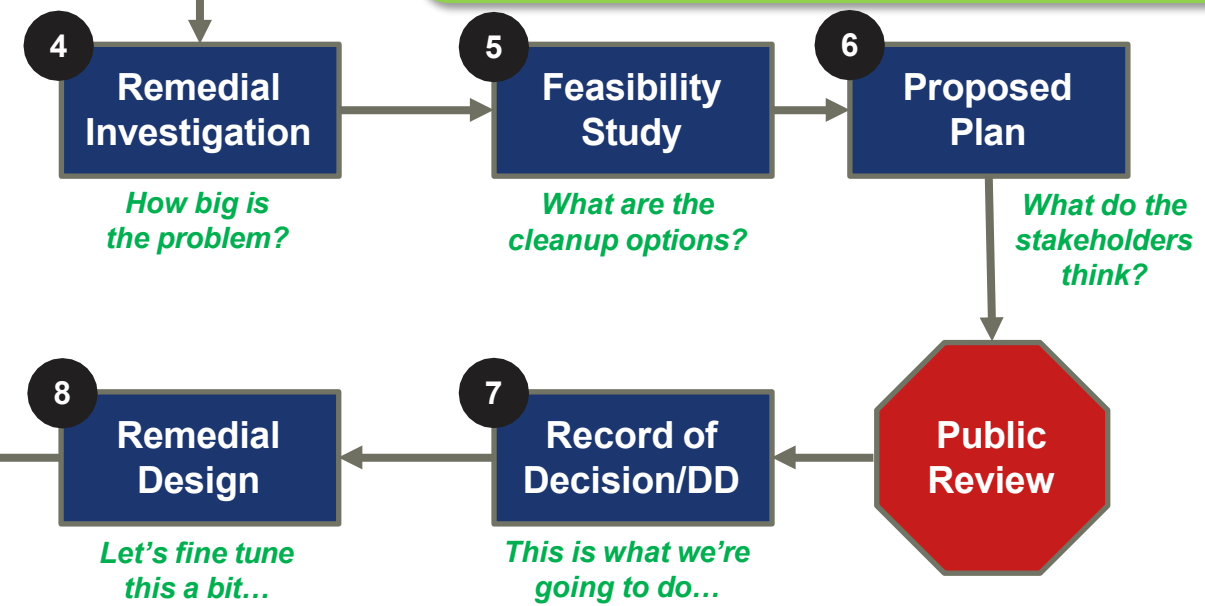 4
Remedial
Investigation
How big is
the problem?
5
Feasibility
Study
What are the
cleanup options?
6
Proposed
Plan
What do the
stakeholders
think?
Public
Review
7
Record of
Decision/DD
This is what we're
going to do…
8
Remedial
Design
Let's fine tune
this a bit…